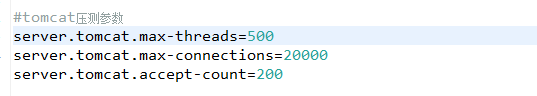 #tomcat压测参数
server.tomcat.max-threads=500
server.tomcat.max-connections=20000
server.tomcat.accept-count=200